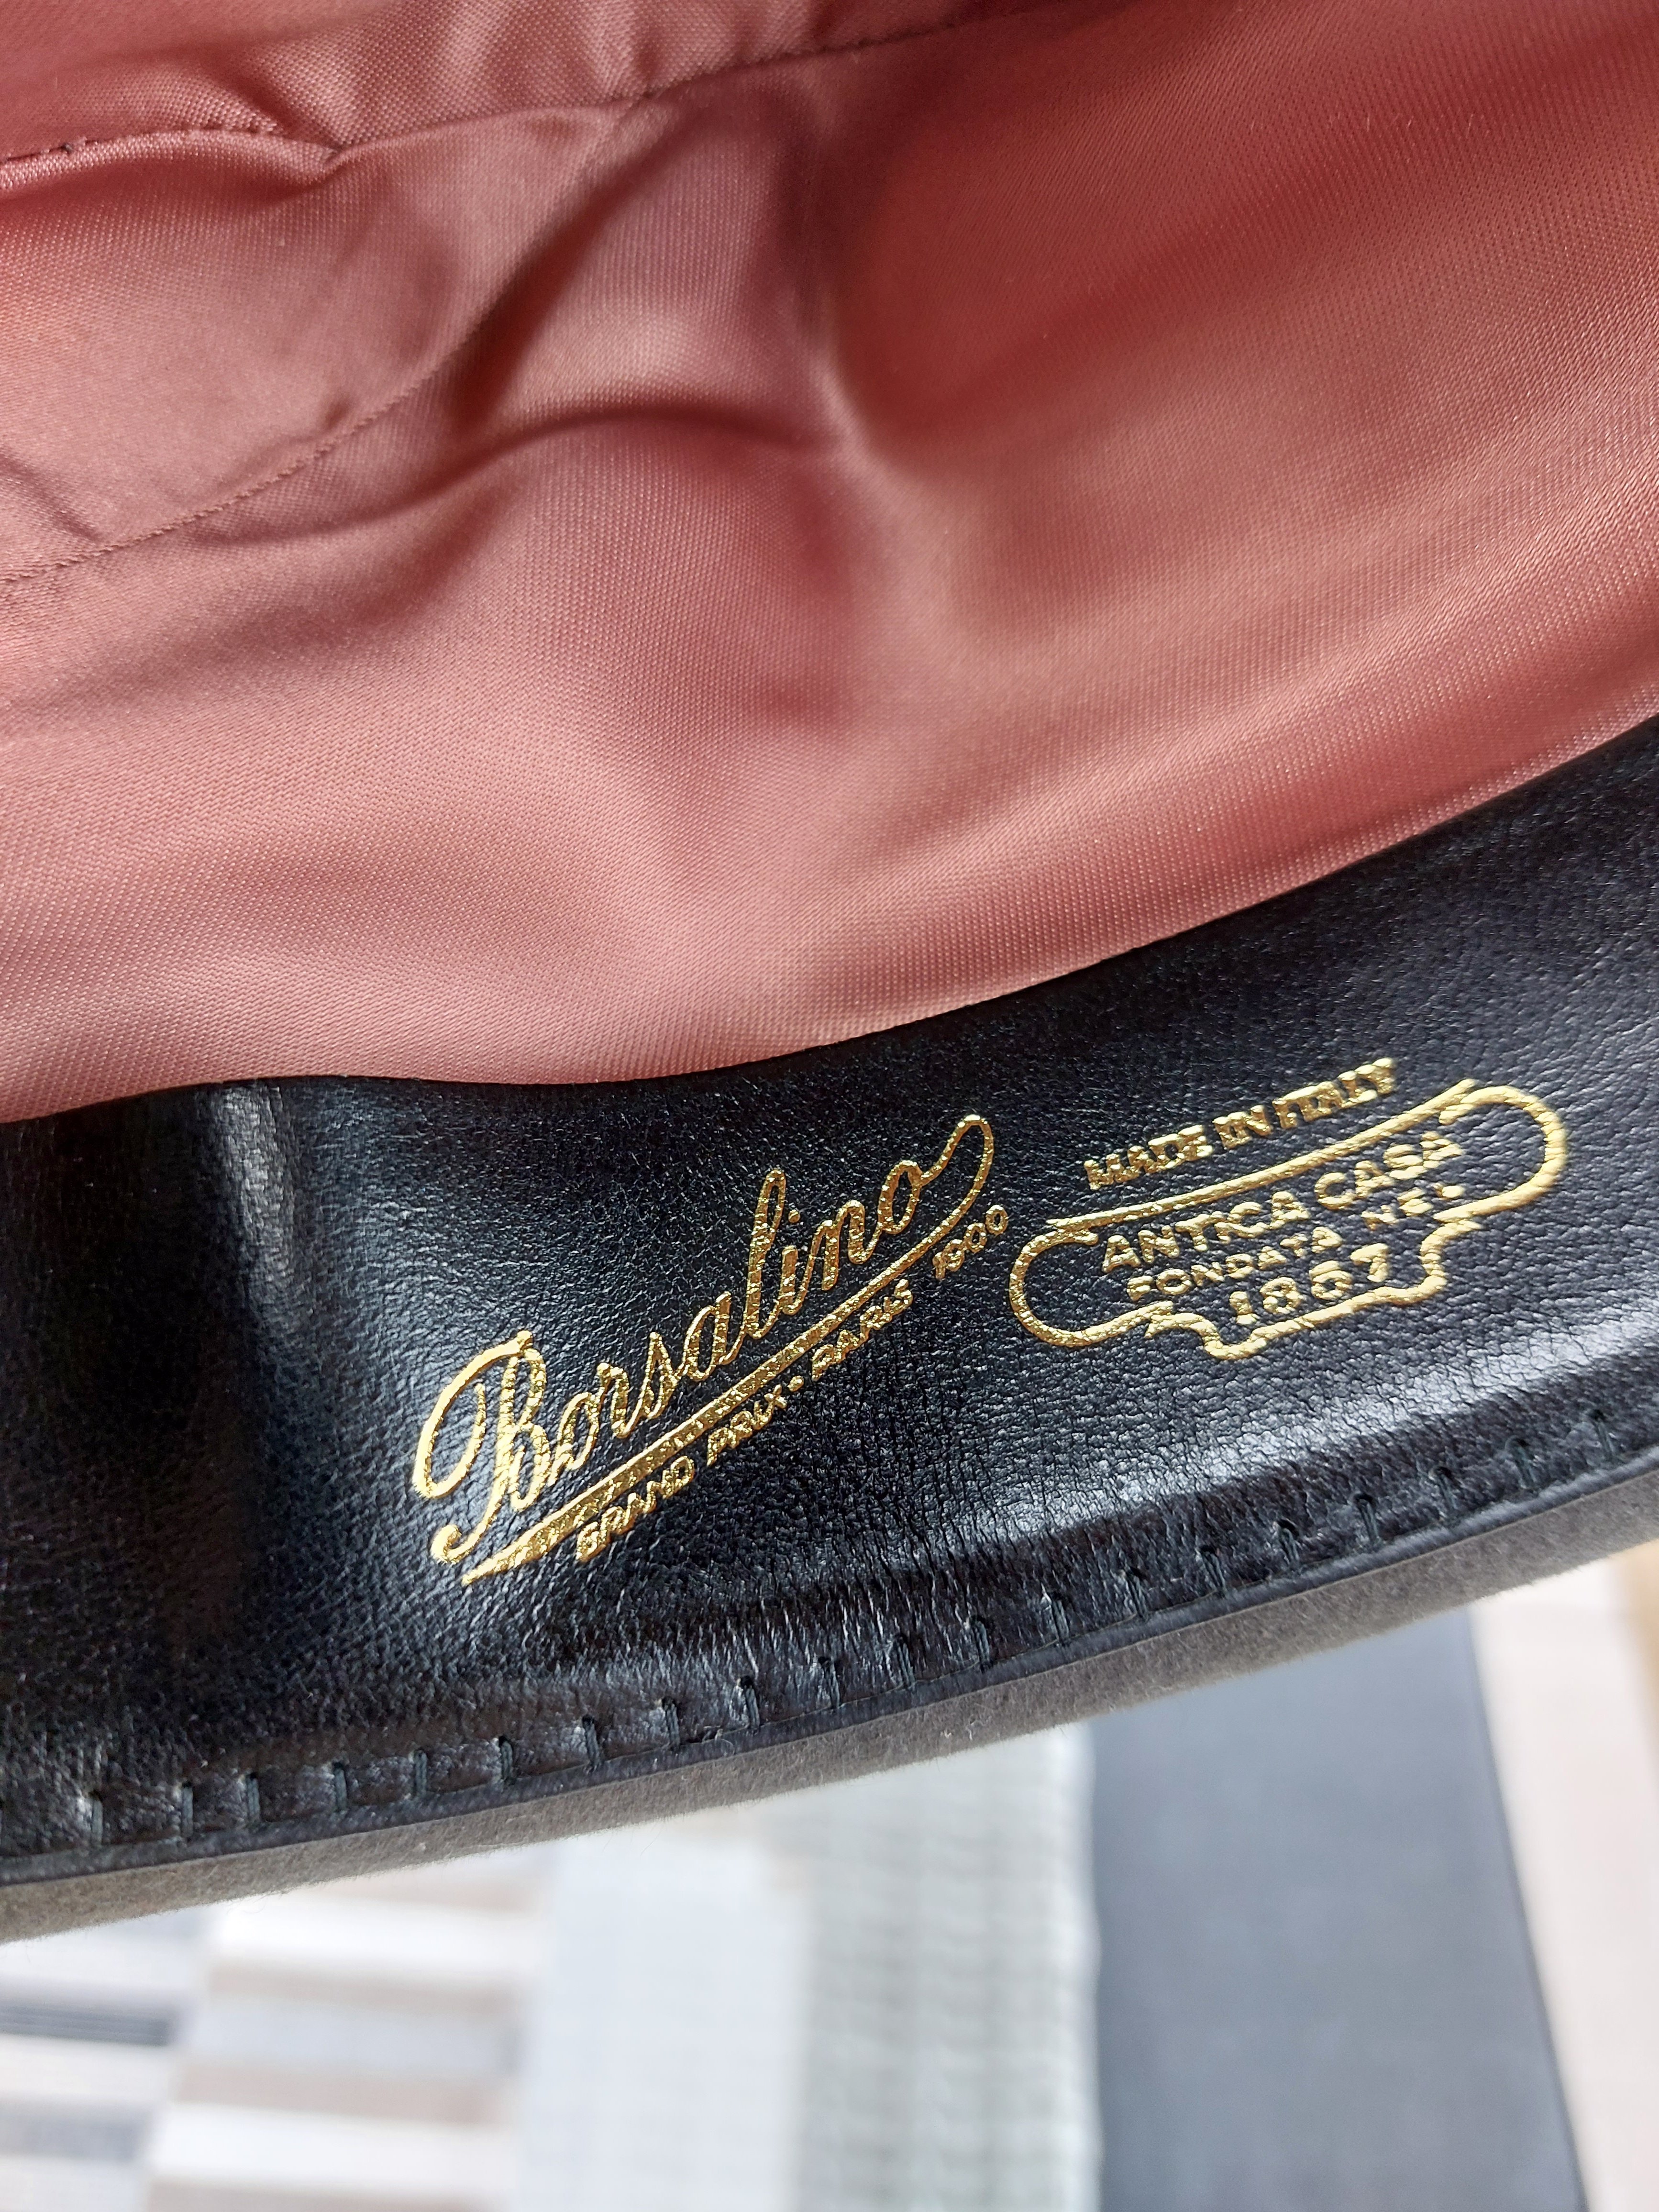 Borsalino
GRAND PRIX • PARIS 1900
MADE IN ITALY
ANTICA CASA
FONDATA NEL
1857